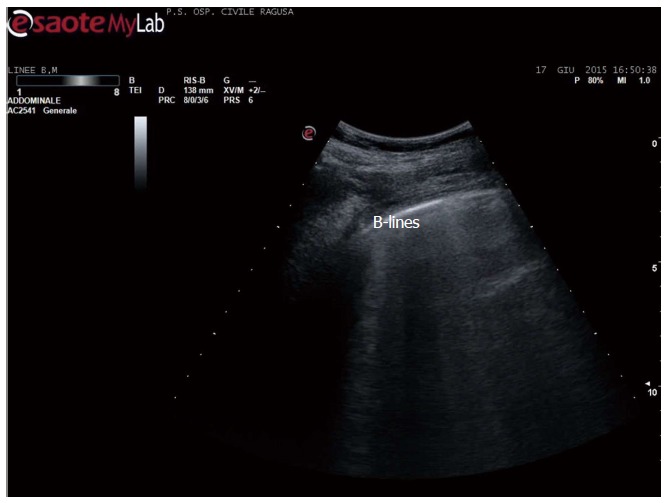 P.S. OSP. CIVILE RAGUSA
esaote MyLab
LINEE B,M
17 GIU 2015 16:50:38
B RIS-B G ---
P 80% MI 1.0
1 8 TEI D 138 mm XV/M +2/--
PRC 8/0/3/6 PRS 6
ADDOMINALE
AC2541 Generale
e
0
B-lines
5
10